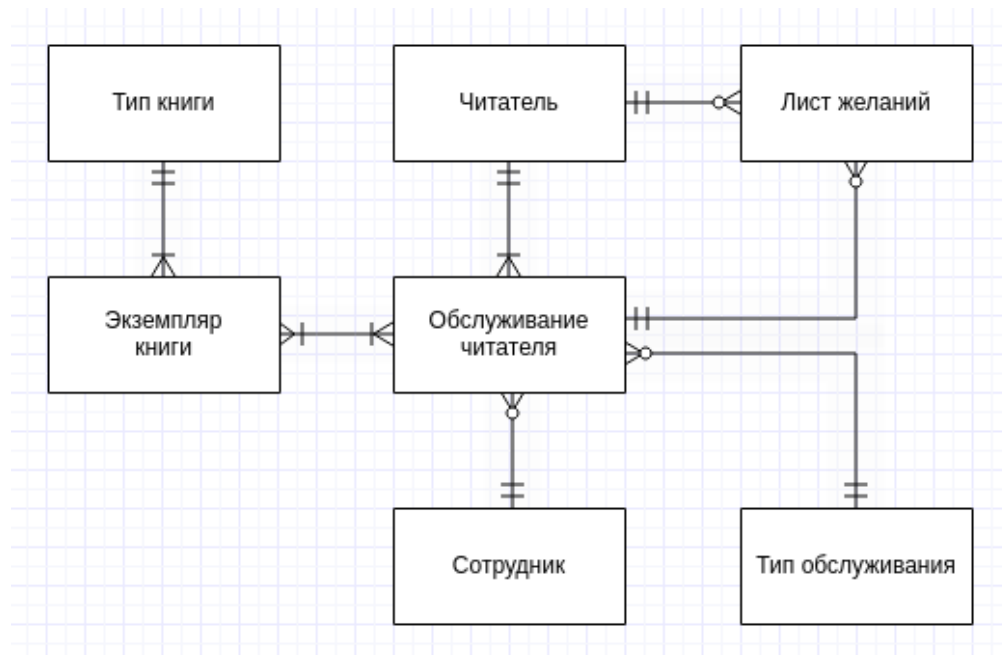 Тип книги
Читатель
Лист желаний
Экземпляр
книги
Обслуживание
читателя
Сотрудник
Тип обслуживания